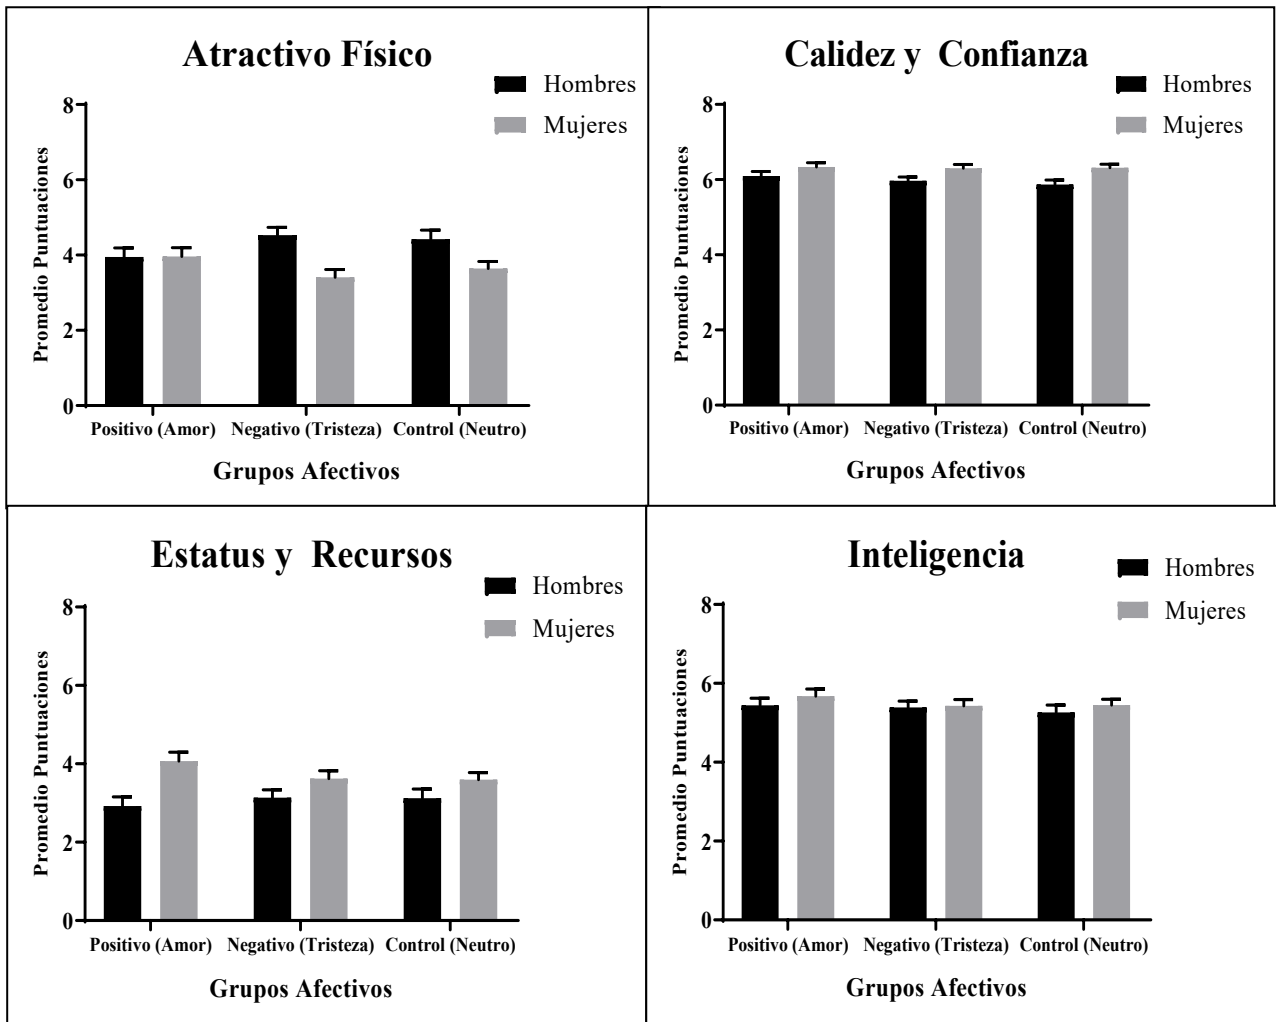 Atractivo Físico
Hombres
Mujeres
Promedio Puntuaciones
8
6
4
2
0
Positivo (Amor) Negativo (Tristeza) Control (Neutro)
Grupos Afectivos
Calidez y Confianza
Hombres
Mujeres
Promedio Puntuaciones
8
6
4
2
0
Positivo (Amor) Negativo (Tristeza) Control (Neutro)
Grupos Afectivos
Estatus y Recursos
Hombres
Mujeres
Promedio Puntuaciones
8
6
4
2
0
Positivo (Amor) Negativo (Tristeza) Control (Neutro)
Grupos Afectivos
Inteligencia
Hombres
Mujeres
Promedio Puntuaciones
8
6
4
2
0
Positivo (Amor) Negativo (Tristeza) Control (Neutro)
Grupos Afectivos